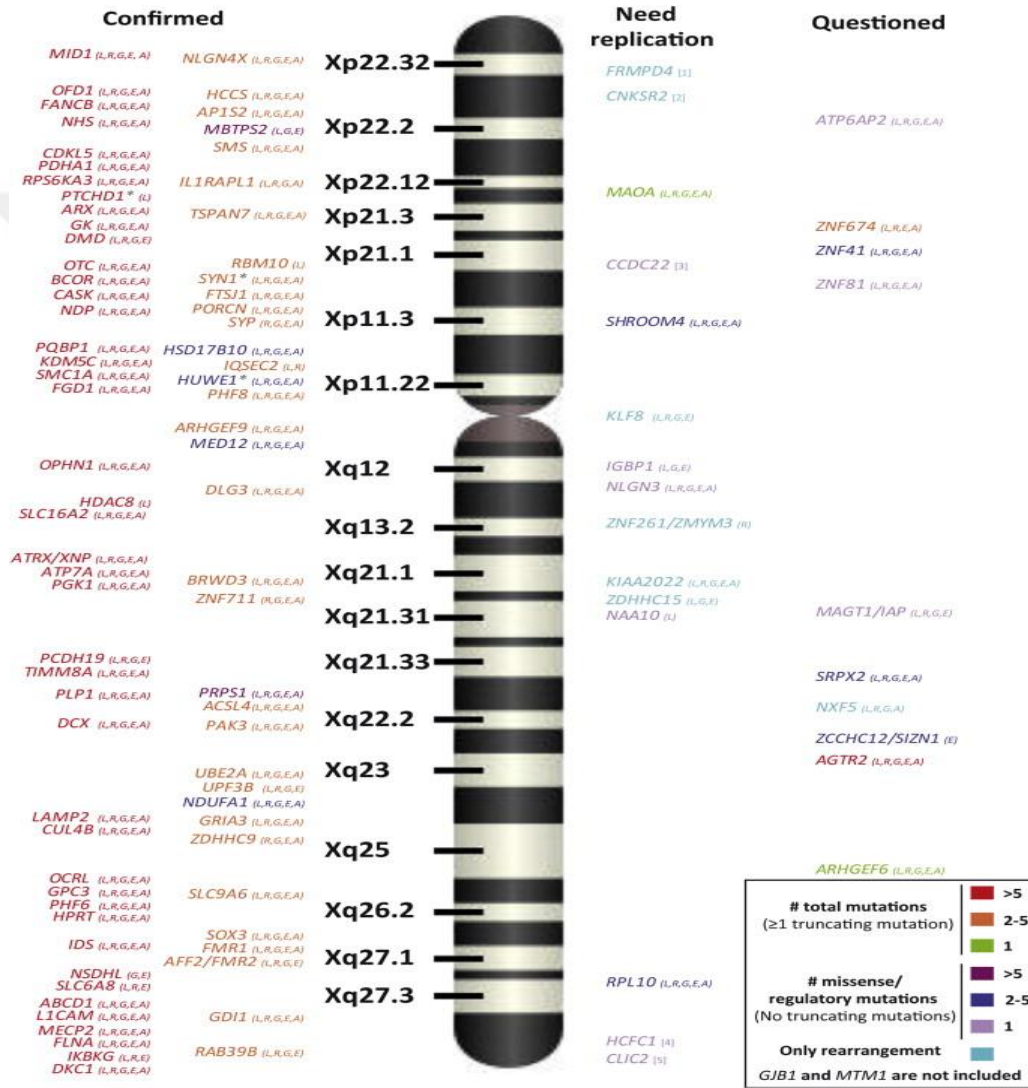 Confirmed
MID1 (L,R,G,E, A)
OFD1 (L,R,G,E,A)
FANCB (L,R,G,E,A)
NHS (L,R,G,E,A)
CDKL5 (L,R,G,E,A)
PDHA1 (L,R,G,E,A)
RPS6KA3 (L,R,G,E,A)
PTCHD1* (L)
ARX (L,R,G,E,A)
GK (L,R,G,E,A)
DMD (L,R,G,E)
OTC (L,R,G,E,A)
BCOR (L,R,G,E,A)
CASK (L,R,G,E,A)
NDP (L,R,G,E,A)
PQBP1 (L,R,G,E,A)
KDM5C (L,R,G,E,A)
SMC1A (L,R,G,E,A)
FGD1 (L,R,G,E,A)
OPHN1 (L,R,G,E,A)
HDAC8 (L)
SLC16A2 (L,R,G,E,A)
ATRX/XNP (L,R,G,E,A)
ATP7A (L,R,G,E,A)
PGK1 (L,R,G,E,A)
PCDH19 (L,R,G,E)
TIMM8A (L,R,G,E,A)
PLP1 (L,R,G,E,A)
DCX (L,R,G,E,A)
LAMP2 (L,R,G,E,A)
CUL4B (L,R,G,E,A)
OCRL (L,R,G,E,A)
GPC3 (L,R,G,E,A)
PHF6 (L,R,G,E,A)
HPRT (L,R,G,E,A)
IDS (L,R,G,E,A)
NSDHL (G,E)
SLC6A8 (L,R,E)
ABCD1 (L,R,G,E,A)
L1CAM (L,R,G,E,A)
MECP2 (L,R,G,E,A)
FLNA (L,R,G,E,A)
IKBKG (L,R,E)
DKC1 (L,R,G,E,A)
NLGN4X (L,R,G,E,A)
HCCS (L,R,G,E,A)
AP1S2 (L,R,G,E,A)
MBTPS2 (L,G,E)
SMS (L,R,G,E,A)
IL1RAPL1 (L,R,G,A)
TSPAN7 (L,R,G,E,A)
RBM10 (L)
SYN1* (L,R,G,E,A)
FTSJ1 (L,R,G,E,A)
PORCN (L,R,G,E,A)
SYP (R,G,E,A)
HSD17B10 (L,R,G,E,A)
IQSEC2 (L,R)
HUWE1* (L,R,G,E,A)
PHF8 (L,R,G,E,A)
ARHGEF9 (L,R,G,E,A)
MED12 (L,R,G,E,A)
DLG3 (L,R,G,E,A)
BRWD3 (L,R,G,E,A)
ZNF711 (R,G,E,A)
PRPS1 (L,R,G,E,A)
ACSL4 (L,R,G,E,A)
PAK3 (L,R,G,E,A)
UBE2A (L,R,G,E,A)
UPF3B (L,R,G,E)
NDUFA1 (L,R,G,E,A)
GRIA3 (L,R,G,E,A)
ZDHHC9 (R,G,E,A)
SLC9A6 (L,R,G,E,A)
SOX3 (L,R,G,E,A)
FMR1 (L,R,G,E,A)
AFF2/FMR2 (L,R,G,E)
GDI1 (L,R,G,E,A)
RAB39B (L,R,G,E)
Xp22.32
Xp22.2
Xp22.12
Xp21.3
Xp21.1
Xp11.3
Xp11.22
Xq12
Xq13.2
Xq21.1
Xq21.31
Xq21.33
Xq22.2
Xq23
Xq25
Xq26.2
Xq27.1
Xq27.3
Need
replication
FRMPD4 [1]
CNKSR2 [2]
MAOA (L,R,G,E,A)
CCDC22 [3]
SHROOM4 (L,R,G,E,A)
KLF8 (L,R,G,E)
IGBP1 (L,G,E)
NLGN3 (L,R,G,E,A)
ZNF261/ZMYM3 (R)
KIAA2022 (L,R,G,E,A)
ZDHHC15 (L,G,E)
NAA10 (L)
RPL10 (L,R,G,E,A)
HCFC1 [4]
CLIC2 [5]
Questioned
ATP6AP2 (L,R,G,E,A)
ZNF674 (L,R,E,A)
ZNF41 (L,R,G,E,A)
ZNF81 (L,R,G,E,A)
MAGT1/IAP (L,R,G,E)
SRPX2 (L,R,G,E,A)
NXF5 (L,R,G,A)
ZCCHC12/SIZN1 (E)
AGTR2 (L,R,G,E,A)
ARHGEF6 (L,R,G,E,A)
# total mutations
(≥1 truncating mutation)
>5
2-5
1
# missense/
regulatory mutations
(No truncating mutations)
>5
2-5
1
Only rearrangement
GJB1 and MTM1 are not included